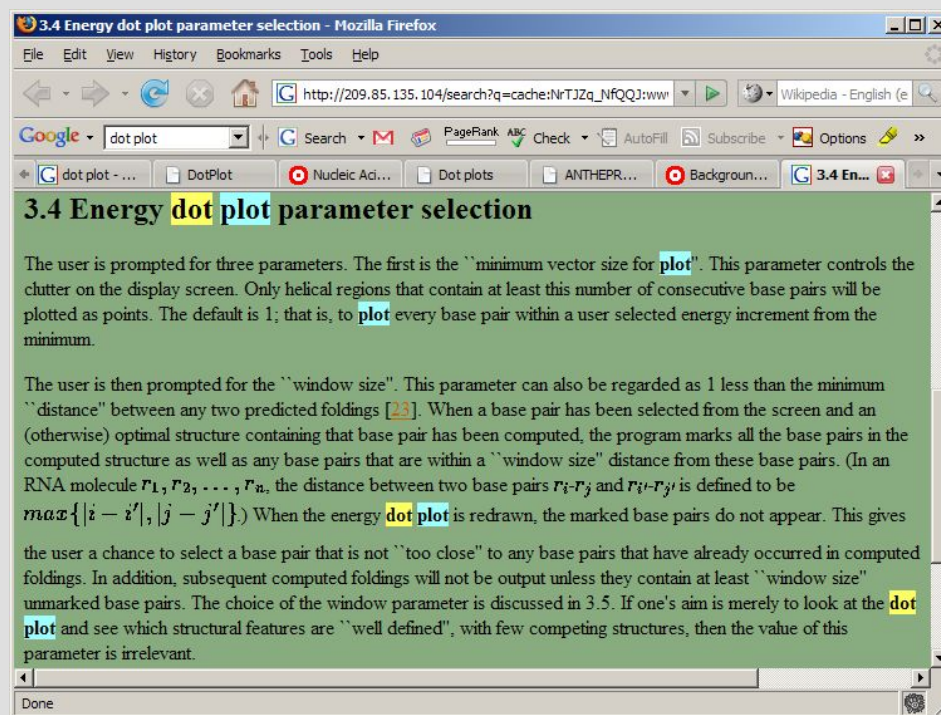 3.4 Energy dot plot parameter selection - Mozilla Firefox
File Edit View History Bookmarks Tools Help
http://209.85.135.104/search?q=cache:NrTJZq_NfQQJ:www
Wikipedia - English (e
Google dot plot Search PageRank ABC Check AutoFill Subscribe Options »
dot plot - ... DotPlot Nucleic Aci... Dot plots ANTHEPR... Backgroun... 3.4 En...
3.4 Energy dot plot parameter selection
The user is prompted for three parameters. The first is the ``minimum vector size for plot''. This parameter controls the
clutter on the display screen. Only helical regions that contain at least this number of consecutive base pairs will be
plotted as points. The default is 1; that is, to plot every base pair within a user selected energy increment from the
minimum.
The user is then prompted for the ``window size''. This parameter can also be regarded as 1 less than the minimum
``distance'' between any two predicted foldings [23]. When a base pair has been selected from the screen and an
(otherwise) optimal structure containing that base pair has been computed, the program marks all the base pairs in the
computed structure as well as any base pairs that are within a ``window size'' distance from these base pairs. (In an
RNA molecule r₁, r₂, . . . , rₙ, the distance between two base pairs rᵢ-rⱼ and rᵢ′-rⱼ′ is defined to be
max{|i − i′|, |j − j′|}.) When the energy dot plot is redrawn, the marked base pairs do not appear. This gives
the user a chance to select a base pair that is not ``too close'' to any base pairs that have already occurred in computed
foldings. In addition, subsequent computed foldings will not be output unless they contain at least ``window size''
unmarked base pairs. The choice of the window parameter is discussed in 3.5. If one's aim is merely to look at the dot
plot and see which structural features are ``well defined'', with few competing structures, then the value of this
parameter is irrelevant.
Done